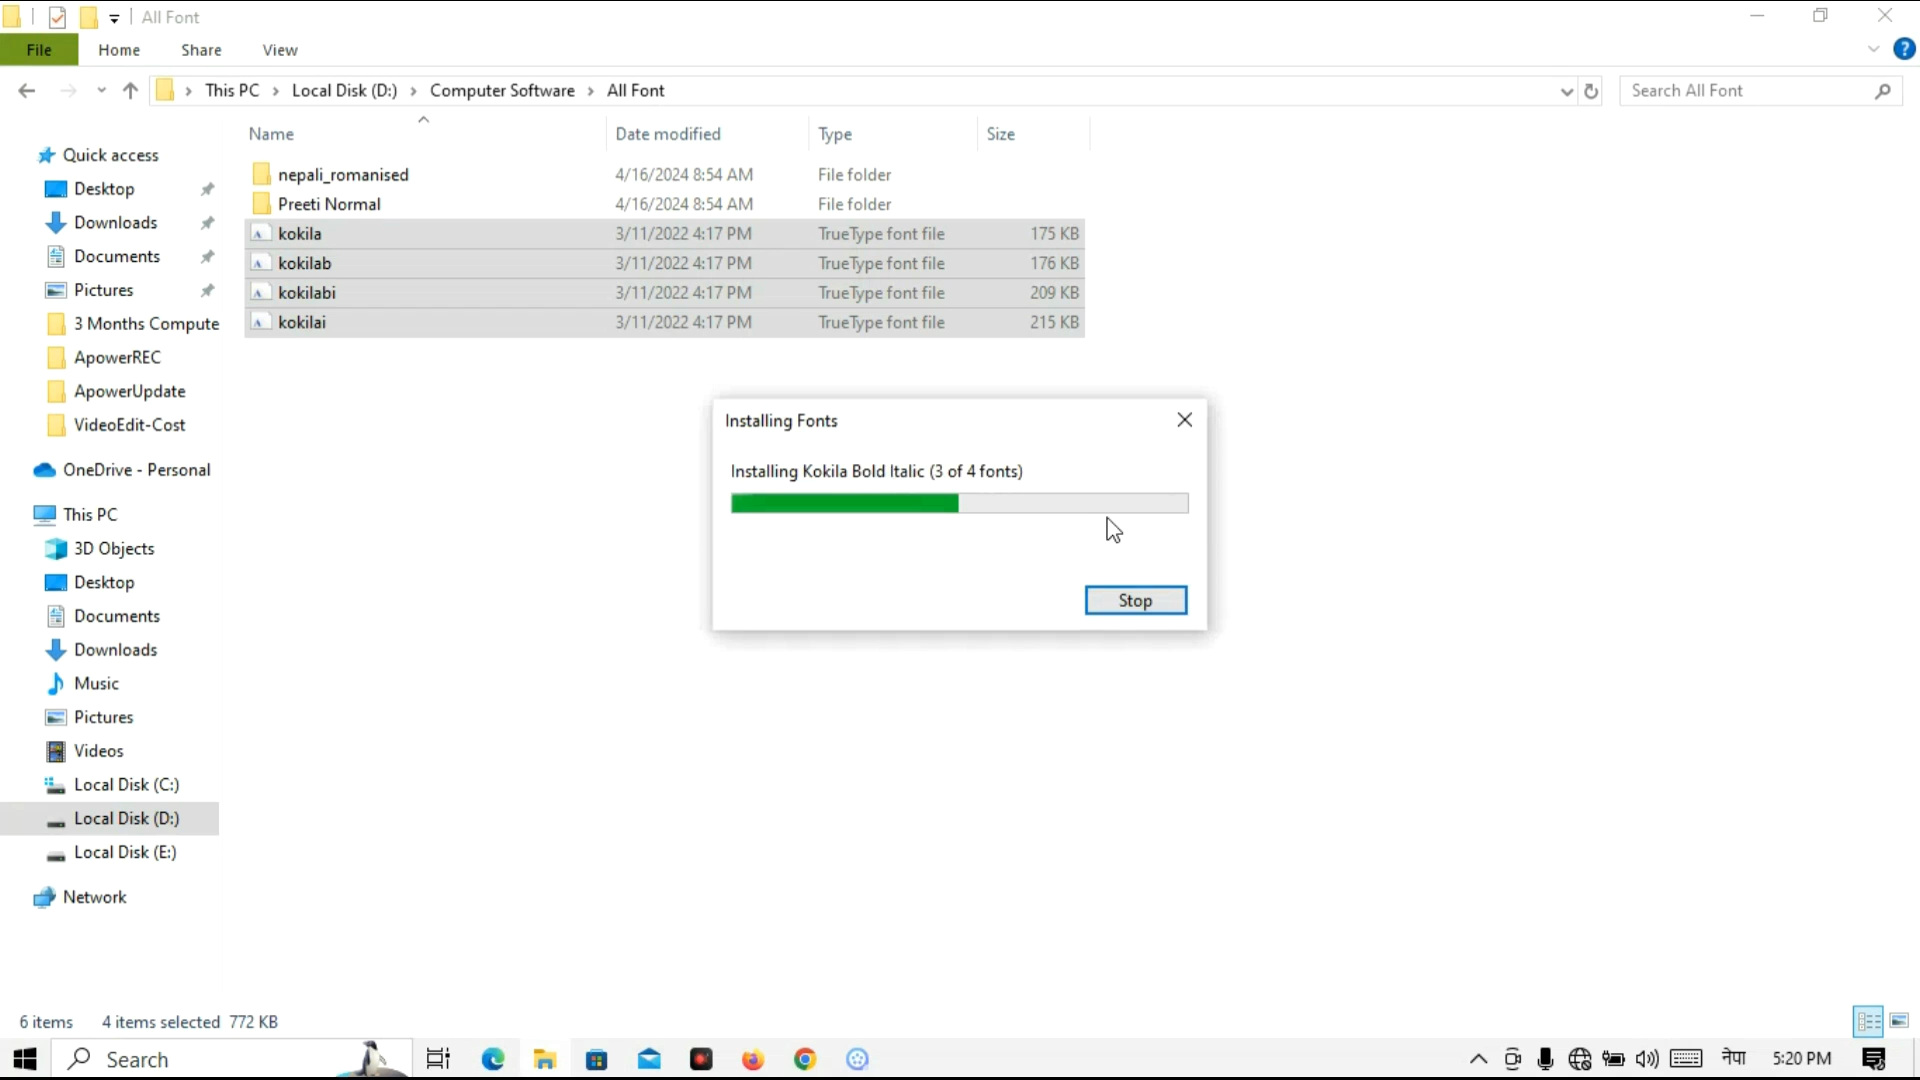 All Font
File Home Share View
This PC > Local Disk (D:) > Computer Software > All Font
Search All Font
Name Date modified Type Size
nepali_romanised 4/16/2024 8:54 AM File folder
Preeti Normal 4/16/2024 8:54 AM File folder
kokila 3/11/2022 4:17 PM TrueType font file 175 KB
kokilab 3/11/2022 4:17 PM TrueType font file 176 KB
kokilabi 3/11/2022 4:17 PM TrueType font file 209 KB
kokilai 3/11/2022 4:17 PM TrueType font file 215 KB
Quick access
Desktop
Downloads
Documents
Pictures
3 Months Compute
ApowerREC
ApowerUpdate
VideoEdit-Cost
OneDrive - Personal
This PC
3D Objects
Desktop
Documents
Downloads
Music
Pictures
Videos
Local Disk (C:)
Local Disk (D:)
Local Disk (E:)
Network
Installing Fonts
Installing Kokila Bold Italic (3 of 4 fonts)
Stop
6 items 4 items selected 772 KB
Search
नेपा 5:20 PM